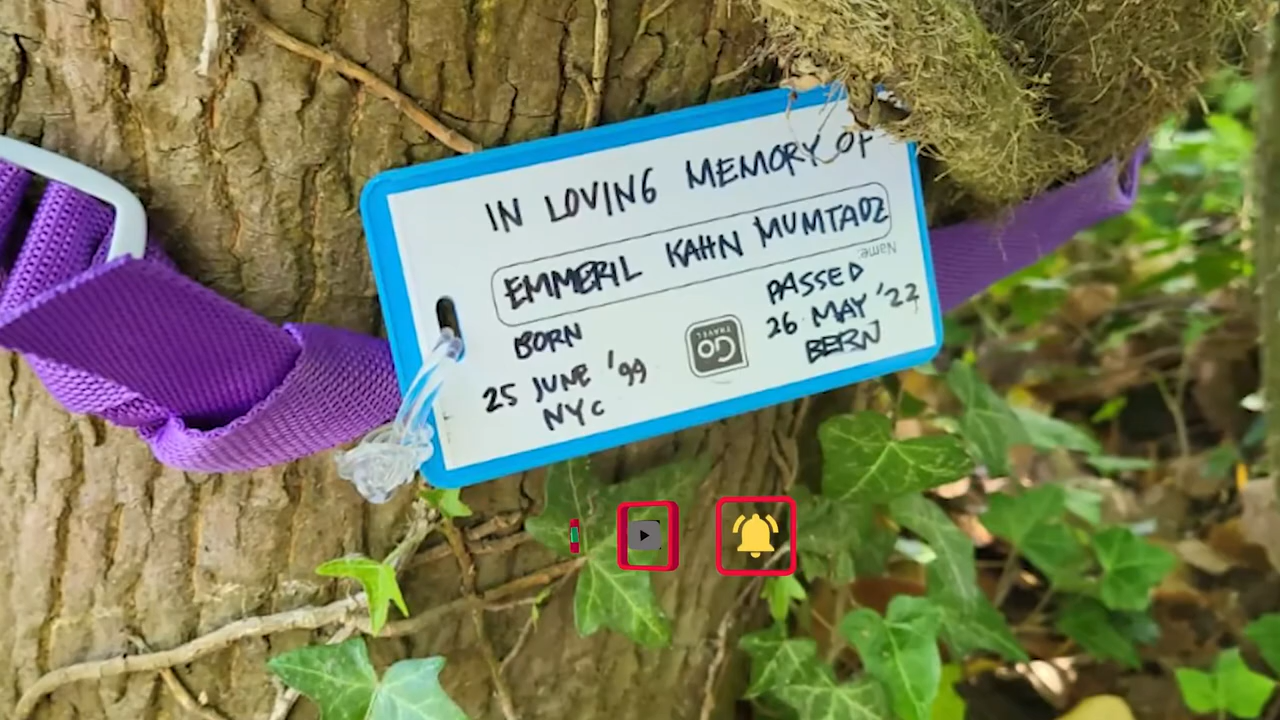 IN LOVING MEMORY OF
EMMERIL KAHN MUMTADZ
Name:
BORN
25 JUNE '99
NYC
GO
TRAVEL
PASSED
26 MAY '22
BERN